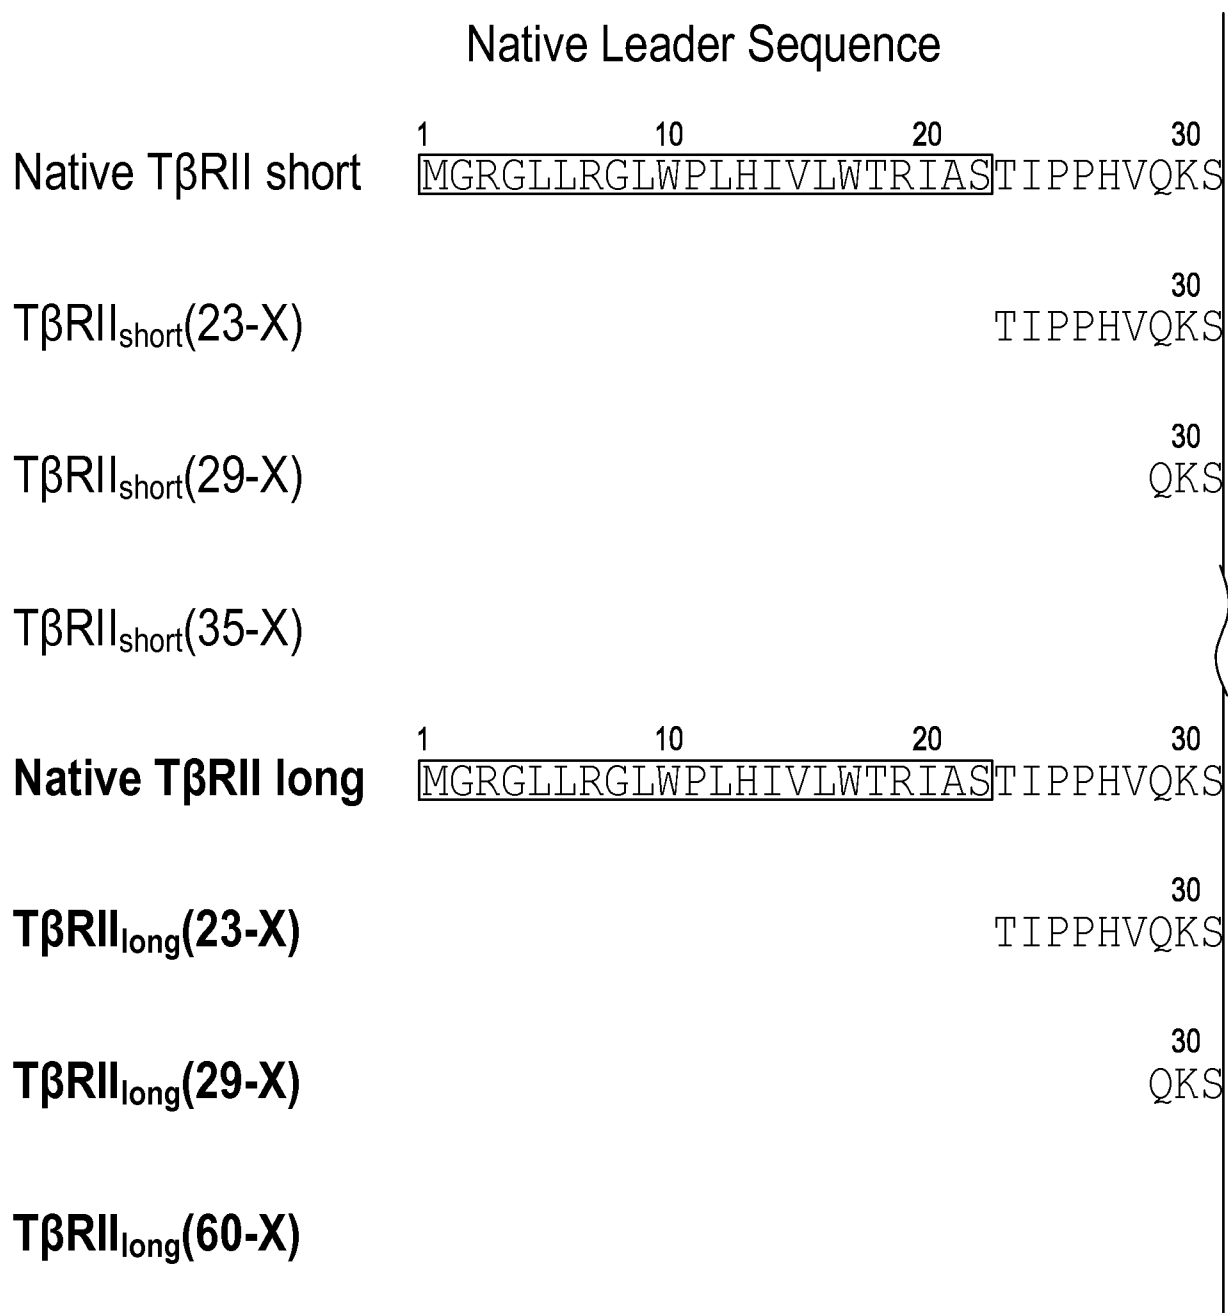 Native Leader Sequence
1 10 20 30
Native TβRII short MGRGLLRGLWPLHIVLWTRIASTIPPHVQKS
30
TβRIIshort(23-X) TIPPHVQKS
30
TβRIIshort(29-X) QKS
TβRIIshort(35-X)
1 10 20 30
Native TβRII long MGRGLLRGLWPLHIVLWTRIASTIPPHVQKS
30
TβRIIlong(23-X) TIPPHVQKS
30
TβRIIlong(29-X) QKS
TβRIIlong(60-X)